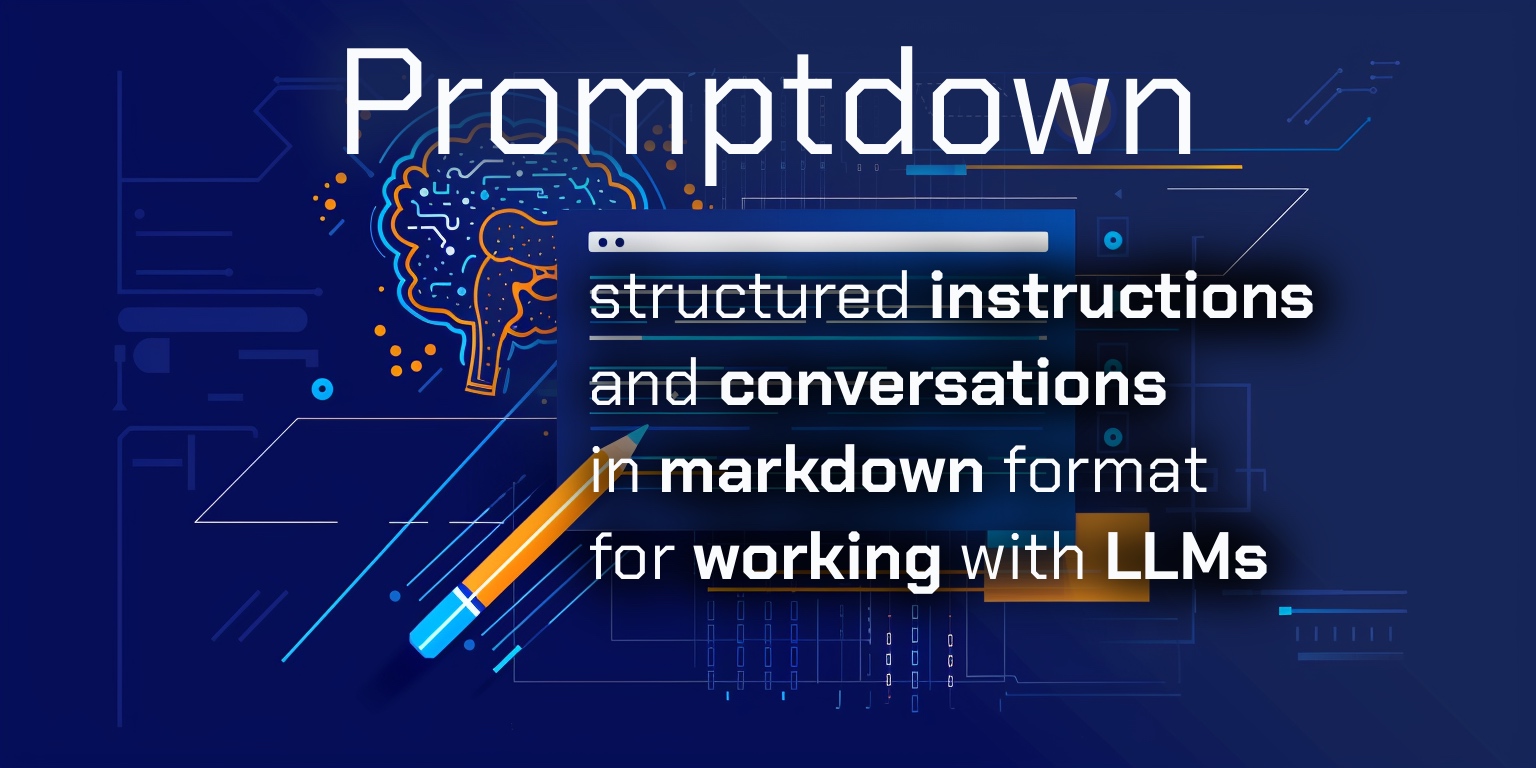 Promptdown
structured instructions
and conversations
in markdown format
for working with LLMs